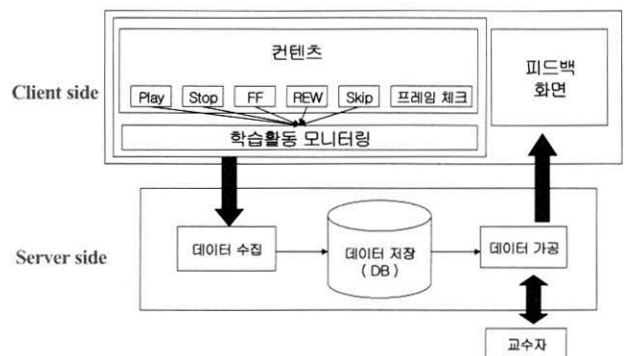 컨텐츠
Play
Stop
FF
REW
Skip
프레임 체크
학습활동 모니터링
피드백
화면
Client side
데이터 수집
데이터 저장
( DB )
데이터 가공
Server side
교수자